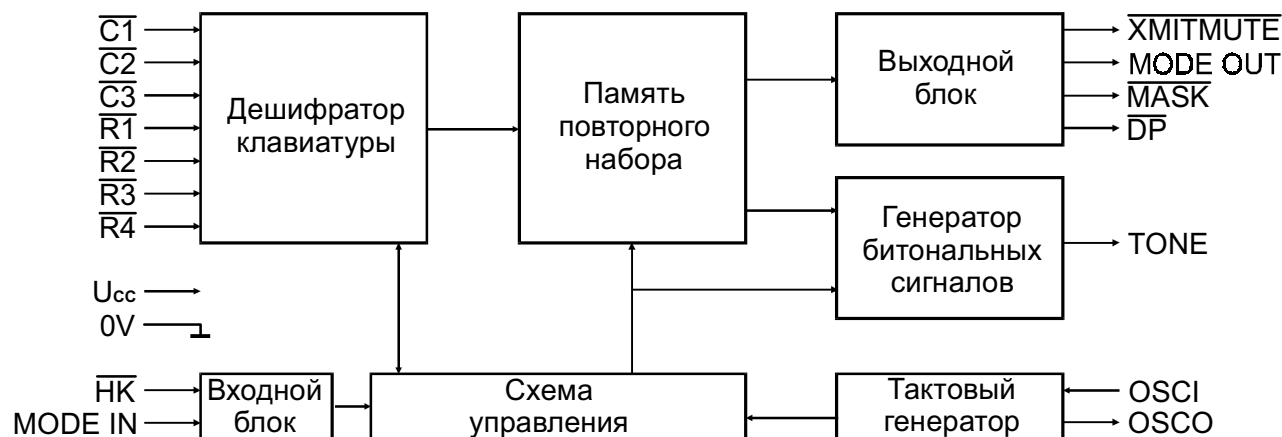 C1
C2
C3
R1
R2
R3
R4
Ucc
0V
HK
MODE IN
Дешифратор
клавиатуры
Память
повторного
набора
Выходной
блок
XMITMUTE
MODE OUT
MASK
DP
Генератор
битональных
сигналов
TONE
Входной
блок
Схема
управления
Тактовый
генератор
OSCI
OSCO